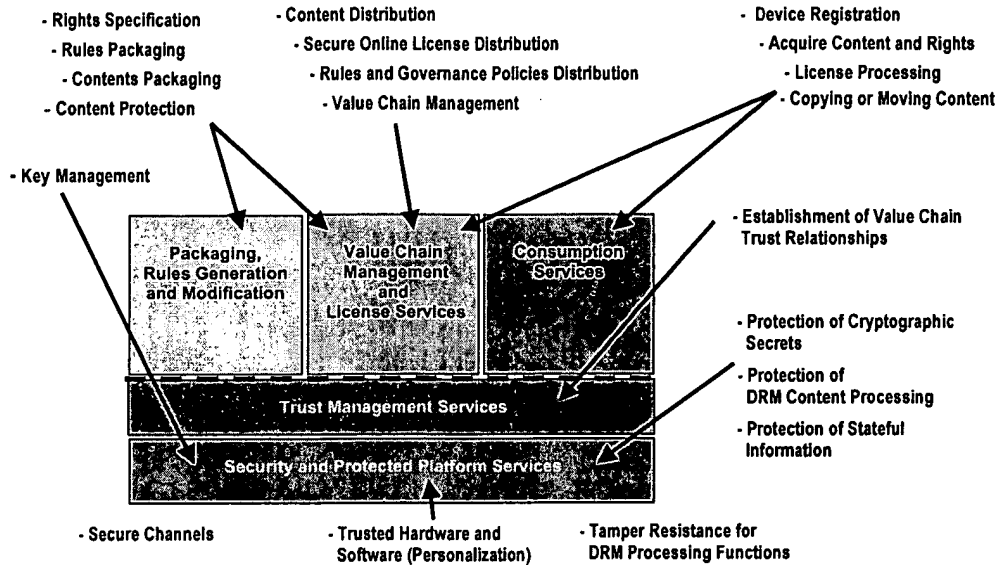 - Rights Specification
- Rules Packaging
- Contents Packaging
- Content Protection
- Content Distribution
- Secure Online License Distribution
- Rules and Governance Policies Distribution
- Value Chain Management
- Device Registration
- Acquire Content and Rights
- License Processing
- Copying or Moving Content
- Key Management
- Establishment of Value Chain
Trust Relationships
Packaging,
Rules Generation
and Modification
Value Chain
Management
and
License Services
Consumption
Services
- Protection of Cryptographic
Secrets
- Protection of
DRM Content Processing
- Protection of Stateful
Information
Trust Management Services
Security and Protected Platform Services
- Secure Channels
- Trusted Hardware and
Software (Personalization)
- Tamper Resistance for
DRM Processing Functions